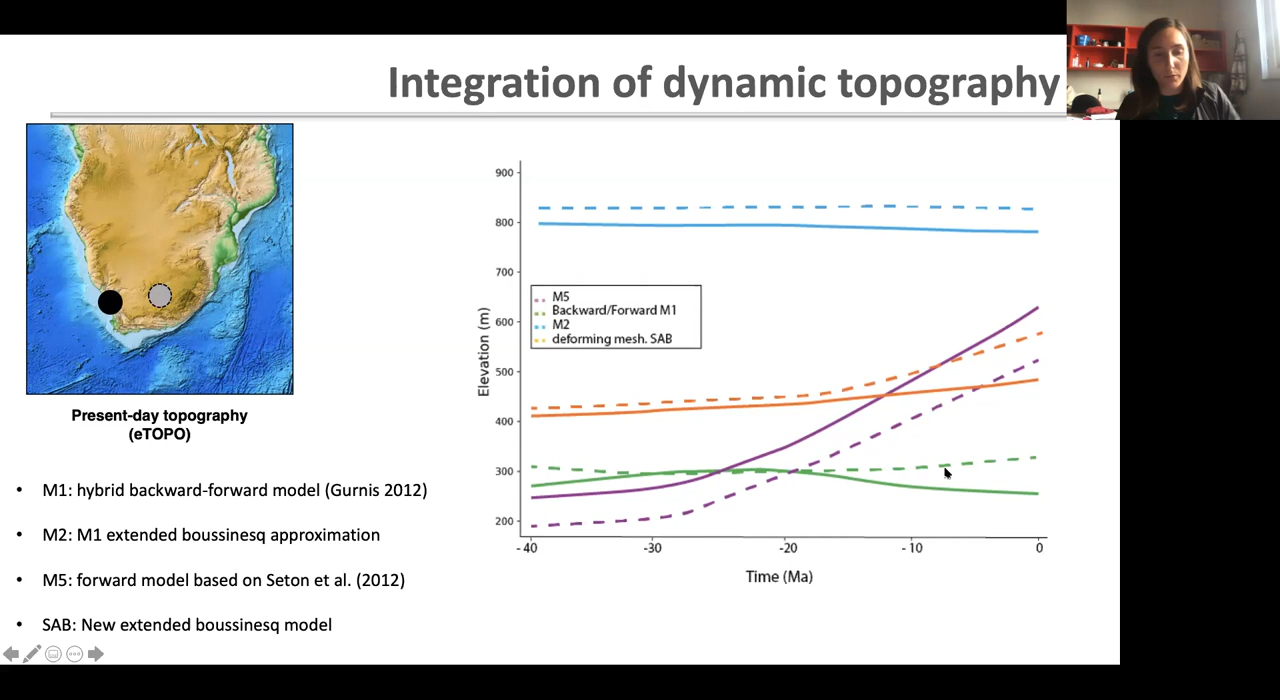 Integration of dynamic topography
Present-day topography
(eTOPO)
• M1: hybrid backward-forward model (Gurnis 2012)
• M2: M1 extended boussinesq approximation
• M5: forward model based on Seton et al. (2012)
• SAB: New extended boussinesq model
Elevation (m)
900
800
700
600
500
400
300
200
M5
Backward/Forward M1
M2
deforming mesh. SAB
- 40
-30
-20
- 10
0
Time (Ma)